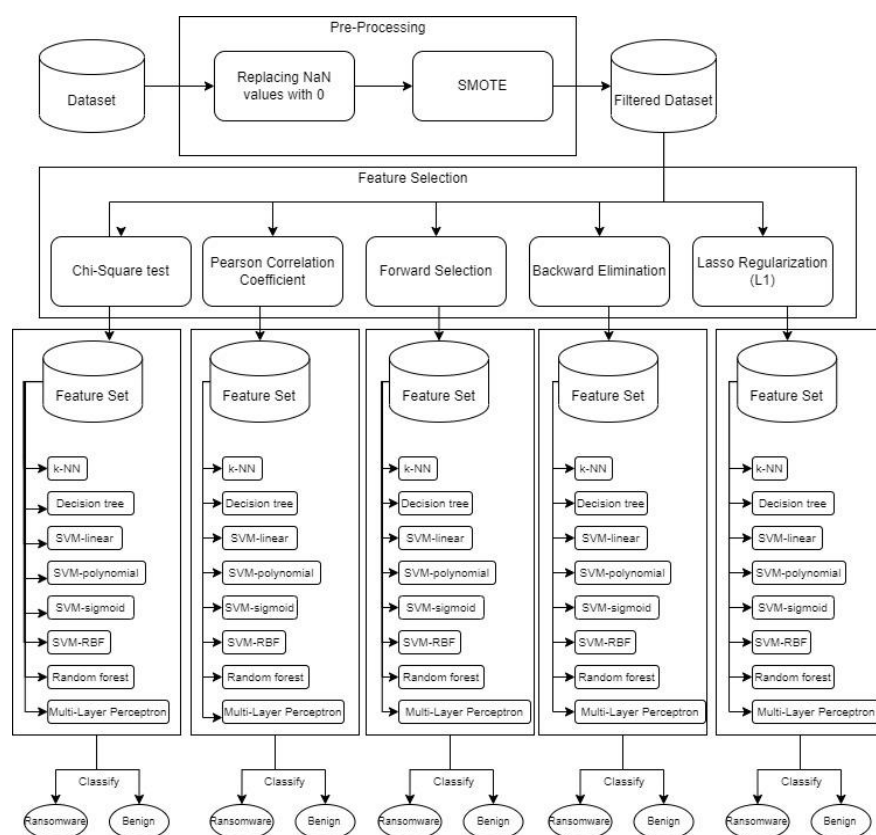 Pre-Processing
Dataset
Replacing NaN
values with 0
SMOTE
Filtered Dataset
Feature Selection
Chi-Square test
Pearson Correlation
Coefficient
Forward Selection
Backward Elimination
Lasso Regularization
(L1)
Feature Set
k-NN
Decision tree
SVM-linear
SVM-polynomial
SVM-sigmoid
SVM-RBF
Random forest
Multi-Layer Perceptron
Classify
Ransomware
Benign
Feature Set
k-NN
Decision tree
SVM-linear
SVM-polynomial
SVM-sigmoid
SVM-RBF
Random forest
Multi-Layer Perceptron
Classify
Ransomware
Benign
Feature Set
k-NN
Decision tree
SVM-linear
SVM-polynomial
SVM-sigmoid
SVM-RBF
Random forest
Multi-Layer Perceptron
Classify
Ransomware
Benign
Feature Set
k-NN
Decision tree
SVM-linear
SVM-polynomial
SVM-sigmoid
SVM-RBF
Random forest
Multi-Layer Perceptron
Classify
Ransomware
Benign
Feature Set
k-NN
Decision tree
SVM-linear
SVM-polynomial
SVM-sigmoid
SVM-RBF
Random forest
Multi-Layer Perceptron
Classify
Ransomware
Benign